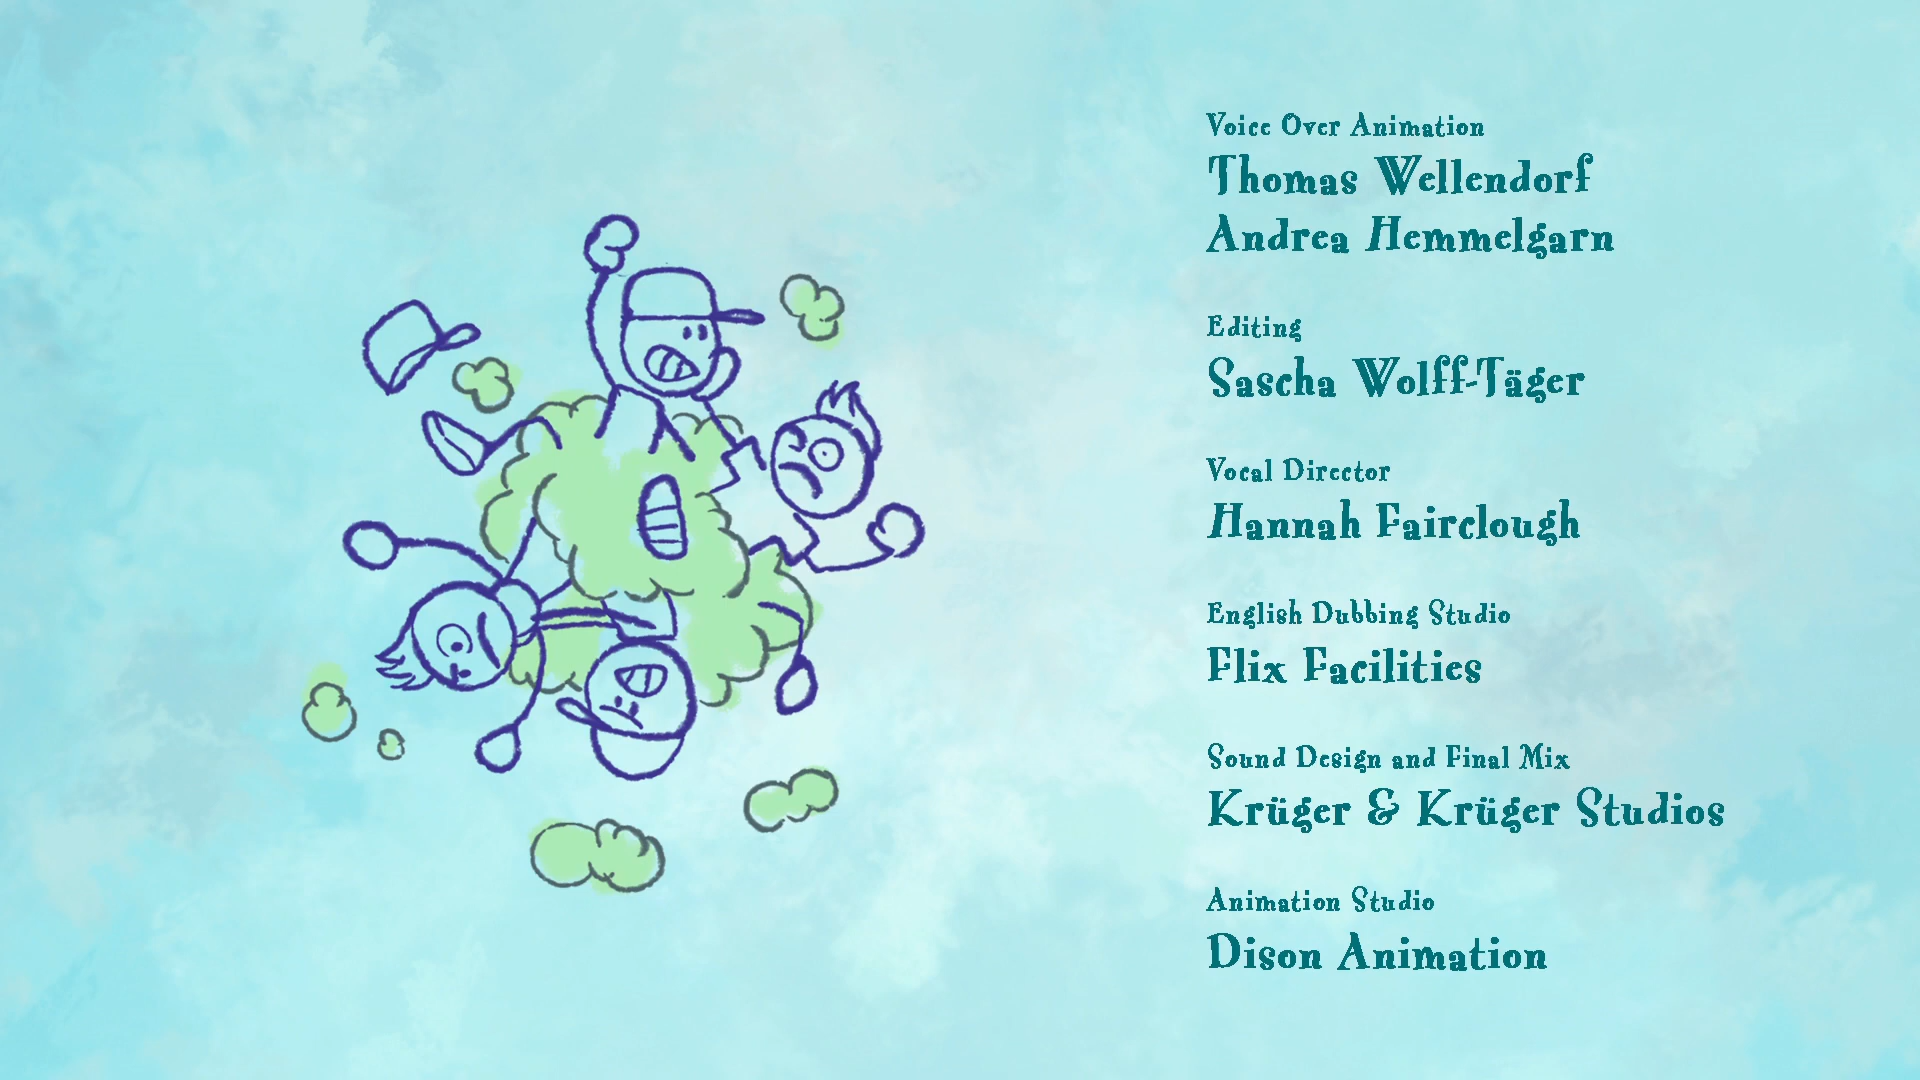 Voice Over Animation
Thomas Wellendorf
Andrea Hemmelgarn
Editing
Sascha Wolff-Täger
Vocal Director
Hannah Fairclough
English Dubbing Studio
Flix Facilities
Sound Design and Final Mix
Krüger & Krüger Studios
Animation Studio
Dison Animation